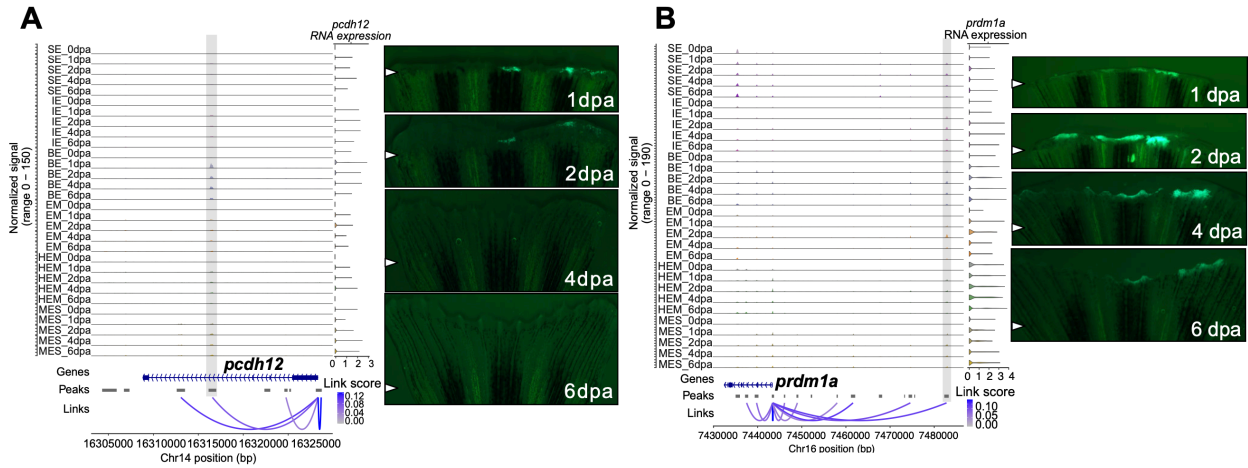 A
pcdh12
RNA expression
Normalized signal
(range 0 – 150)
SE_0dpa
SE_1dpa
SE_2dpa
SE_4dpa
SE_6dpa
IE_0dpa
IE_1dpa
IE_2dpa
IE_4dpa
IE_6dpa
BE_0dpa
BE_1dpa
BE_2dpa
BE_4dpa
BE_6dpa
EM_0dpa
EM_1dpa
EM_2dpa
EM_4dpa
EM_6dpa
HEM_0dpa
HEM_1dpa
HEM_2dpa
HEM_4dpa
HEM_6dpa
MES_0dpa
MES_1dpa
MES_2dpa
MES_4dpa
MES_6dpa
0 1 2 3
Genes
pcdh12
Peaks
Links
Link score
0.12
0.08
0.04
0.00
16305000 16310000 16315000 16320000 16325000
Chr14 position (bp)
1dpa
2dpa
4dpa
6dpa
B
prdm1a
RNA expression
Normalized signal
(range 0 – 190)
SE_0dpa
SE_1dpa
SE_2dpa
SE_4dpa
SE_6dpa
IE_0dpa
IE_1dpa
IE_2dpa
IE_4dpa
IE_6dpa
BE_0dpa
BE_1dpa
BE_2dpa
BE_4dpa
BE_6dpa
EM_0dpa
EM_1dpa
EM_2dpa
EM_4dpa
EM_6dpa
HEM_0dpa
HEM_1dpa
HEM_2dpa
HEM_4dpa
HEM_6dpa
MES_0dpa
MES_1dpa
MES_2dpa
MES_4dpa
MES_6dpa
0 1 2 3 4
Genes
prdm1a
Peaks
Links
Link score
0.10
0.05
0.00
7430000 7440000 7450000 7460000 7470000 7480000
Chr16 position (bp)
1 dpa
2 dpa
4 dpa
6 dpa